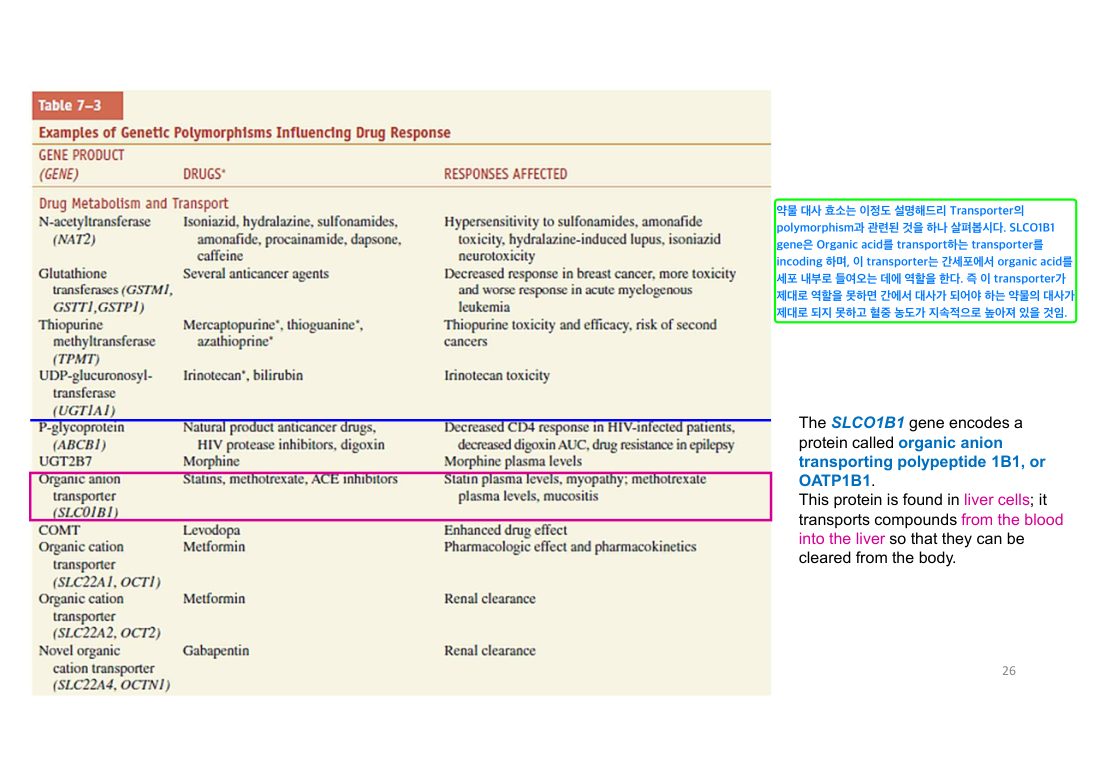 Table 7–3
Examples of Genetic Polymorphisms Influencing Drug Response
GENE PRODUCT
(GENE) DRUGS* RESPONSES AFFECTED
Drug Metabolism and Transport
N-acetyltransferase Isoniazid, hydralazine, sulfonamides, Hypersensitivity to sulfonamides, amonafide
(NAT2) amonafide, procainamide, dapsone, toxicity, hydralazine-induced lupus, isoniazid
caffeine neurotoxicity
Glutathione Several anticancer agents Decreased response in breast cancer, more toxicity
transferases (GSTM1, and worse response in acute myelogenous
GSTT1,GSTP1) leukemia
Thiopurine Mercaptopurine*, thioguanine*, Thiopurine toxicity and efficacy, risk of second
methyltransferase azathioprine* cancers
(TPMT)
UDP-glucuronosyl- Irinotecan*, bilirubin Irinotecan toxicity
transferase
(UGT1A1)
P-glycoprotein Natural product anticancer drugs, Decreased CD4 response in HIV-infected patients,
(ABCB1) HIV protease inhibitors, digoxin decreased digoxin AUC, drug resistance in epilepsy
UGT2B7 Morphine Morphine plasma levels
Organic anion Statins, methotrexate, ACE inhibitors Statin plasma levels, myopathy; methotrexate
transporter plasma levels, mucositis
(SLC01B1)
COMT Levodopa Enhanced drug effect
Organic cation Metformin Pharmacologic effect and pharmacokinetics
transporter
(SLC22A1, OCT1)
Organic cation Metformin Renal clearance
transporter
(SLC22A2, OCT2)
Novel organic Gabapentin Renal clearance
cation transporter
(SLC22A4, OCTN1)
약물 대사 효소는 이정도 설명해드리 Transporter의
polymorphism과 관련된 것을 하나 살펴봅시다. SLCO1B1
gene은 Organic acid를 transport하는 transporter를
incoding 하며, 이 transporter는 간세포에서 organic acid를
세포 내부로 들여오는 데에 역할을 한다. 즉 이 transporter가
제대로 역할을 못하면 간에서 대사가 되어야 하는 약물의 대사가
제대로 되지 못하고 혈중 농도가 지속적으로 높아져 있을 것임.
The SLCO1B1 gene encodes a
protein called organic anion
transporting polypeptide 1B1, or
OATP1B1.
This protein is found in liver cells; it
transports compounds from the blood
into the liver so that they can be
cleared from the body.
26